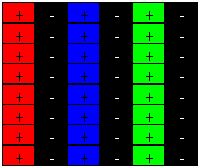 + - + - + -
+ - + - + -
+ - + - + -
+ - + - + -
+ - + - + -
+ - + - + -
+ - + - + -
+ - + - + -